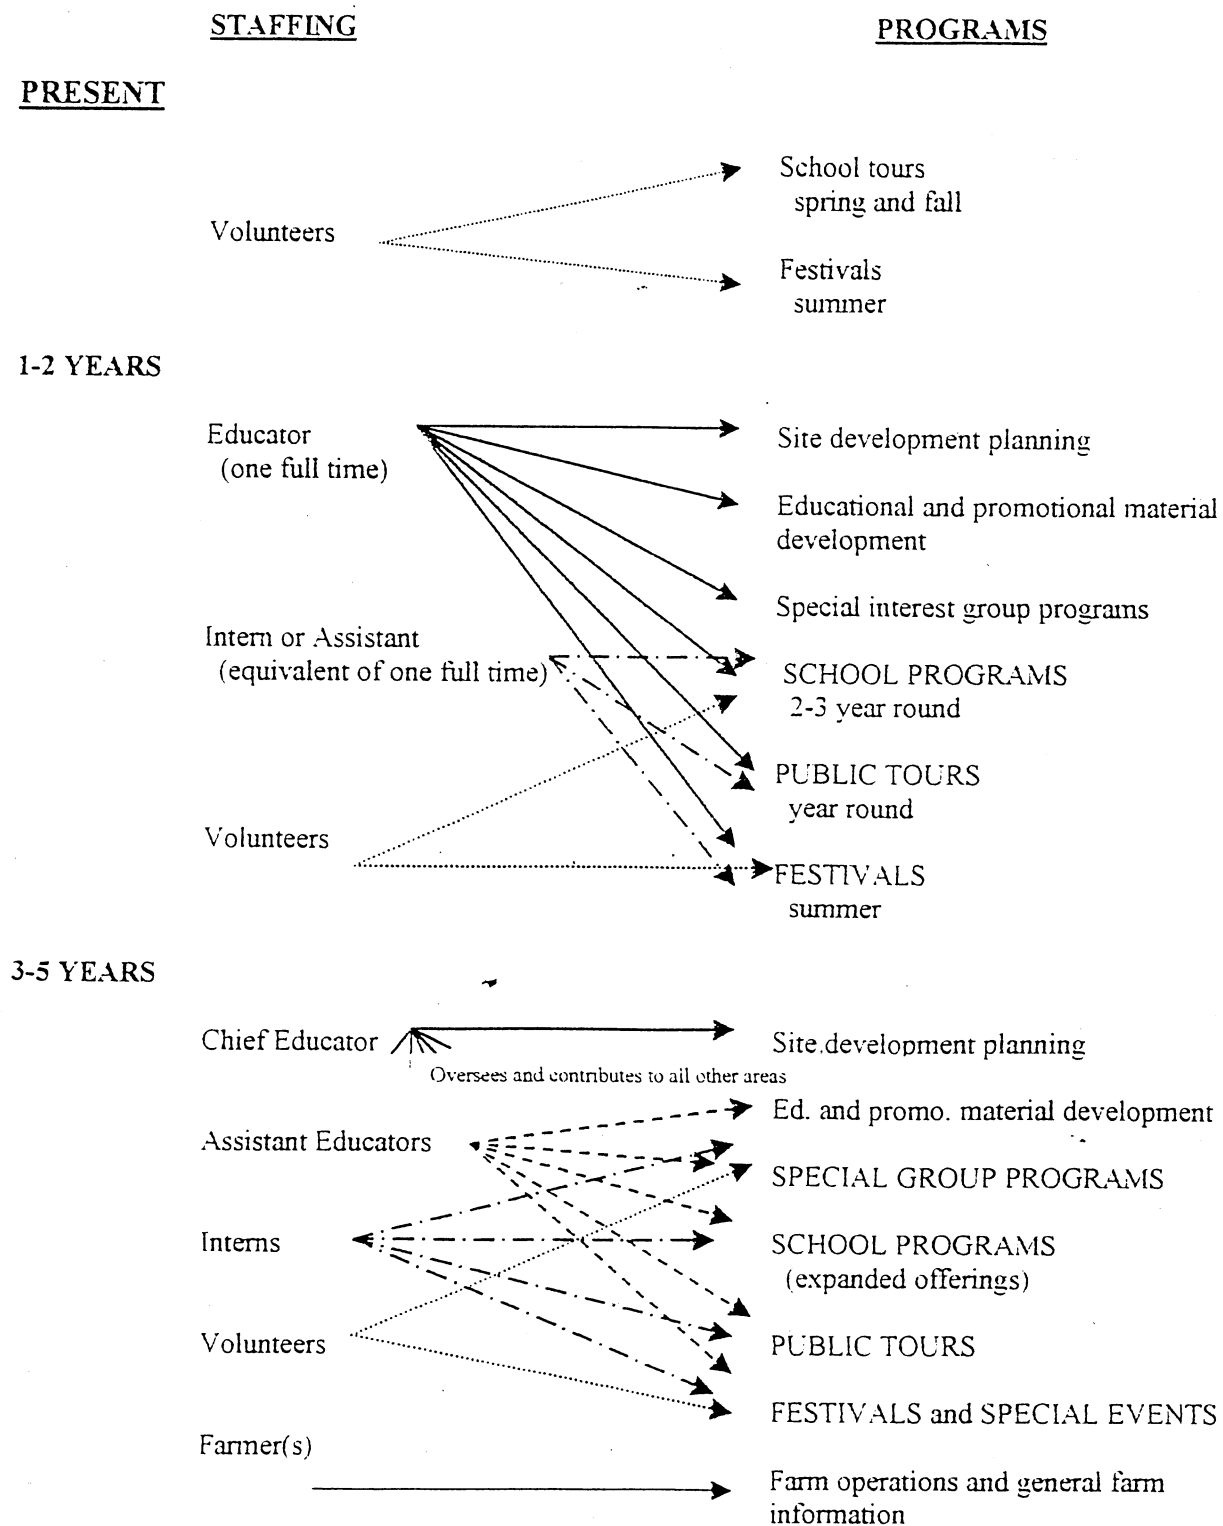 STAFFING
PROGRAMS
PRESENT
School tours
spring and fall
Volunteers
Festivals
summer
1-2 YEARS
Educator
(one full time)
Site development planning
Educational and promotional material
development
Special interest group programs
Intern or Assistant
(equivalent of one full time)
SCHOOL PROGRAMS
2-3 year round
PUBLIC TOURS
year round
Volunteers
FESTIVALS
summer
3-5 YEARS
Chief Educator
Site development planning
Oversees and contributes to all other areas
Ed. and promo. material development
Assistant Educators
SPECIAL GROUP PROGRAMS
Interns
SCHOOL PROGRAMS
(expanded offerings)
Volunteers
PUBLIC TOURS
FESTIVALS and SPECIAL EVENTS
Farmer(s)
Farm operations and general farm
information